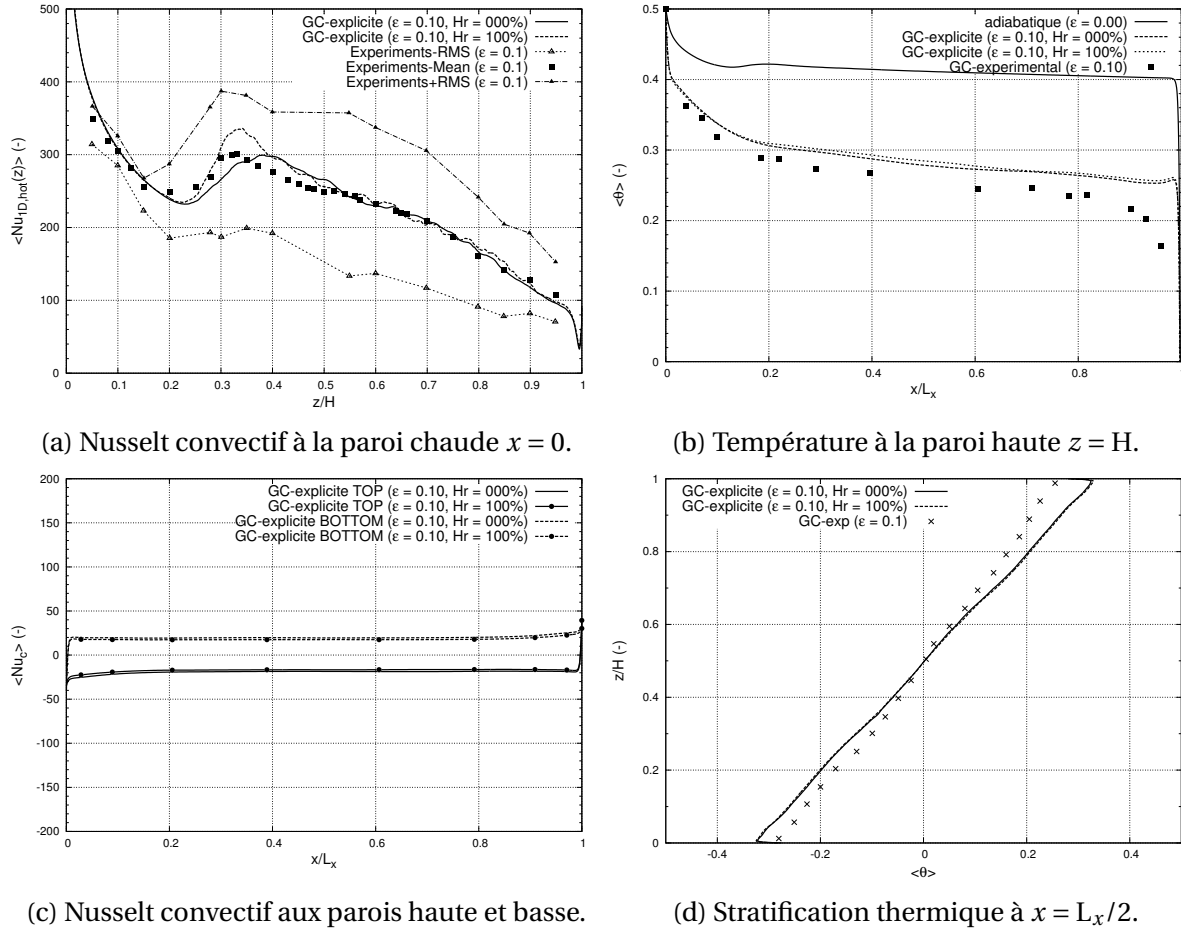 500
400
300
200
100
0
0
0.1
0.2
0.3
0.4
0.5
0.6
0.7
0.8
0.9
1
<Nu1D,hot(z)> (-)
z/H
GC-explicite (ε = 0.10, Hr = 000%)
GC-explicite (ε = 0.10, Hr = 100%)
Experiments-RMS (ε = 0.1)
Experiments-Mean (ε = 0.1)
Experiments+RMS (ε = 0.1)
(a) Nusselt convectif à la paroi chaude x = 0.
0.5
0.4
0.3
0.2
0.1
0
0
0.2
0.4
0.6
0.8
<θ> (-)
x/Lx
adiabatique (ε = 0.00)
GC-explicite (ε = 0.10, Hr = 000%)
GC-explicite (ε = 0.10, Hr = 100%)
GC-experimental (ε = 0.10)
(b) Température à la paroi haute z = H.
200
150
100
50
0
-50
-100
-150
-200
0
0.2
0.4
0.6
0.8
1
<Nuc> (-)
x/Lx
GC-explicite TOP (ε = 0.10, Hr = 000%)
GC-explicite TOP (ε = 0.10, Hr = 100%)
GC-explicite BOTTOM (ε = 0.10, Hr = 000%)
GC-explicite BOTTOM (ε = 0.10, Hr = 100%)
(c) Nusselt convectif aux parois haute et basse.
1
0.8
0.6
0.4
0.2
0
-0.4
-0.2
0
0.2
0.4
z/H (-)
<θ>
GC-explicite (ε = 0.10, Hr = 000%)
GC-explicite (ε = 0.10, Hr = 100%)
GC-exp (ε = 0.1)
(d) Stratification thermique à x = Lx/2.